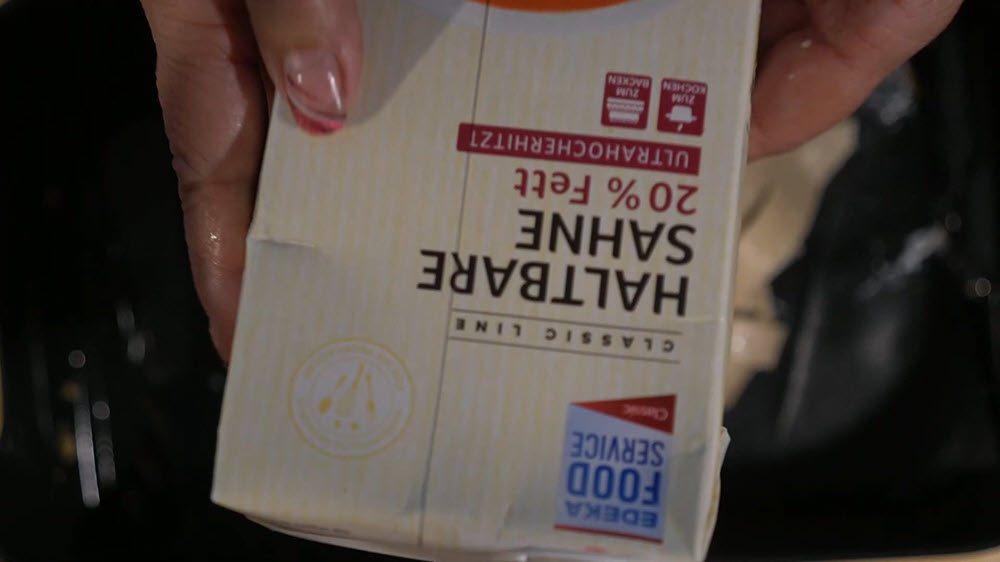 EDEKA
FOOD
SERVICE
Classic
CLASSIC LINE
HALTBARE
SAHNE
20% Fett
ULTRAHOCHERHITZT
ZUM
KOCHEN
ZUM
BACKEN